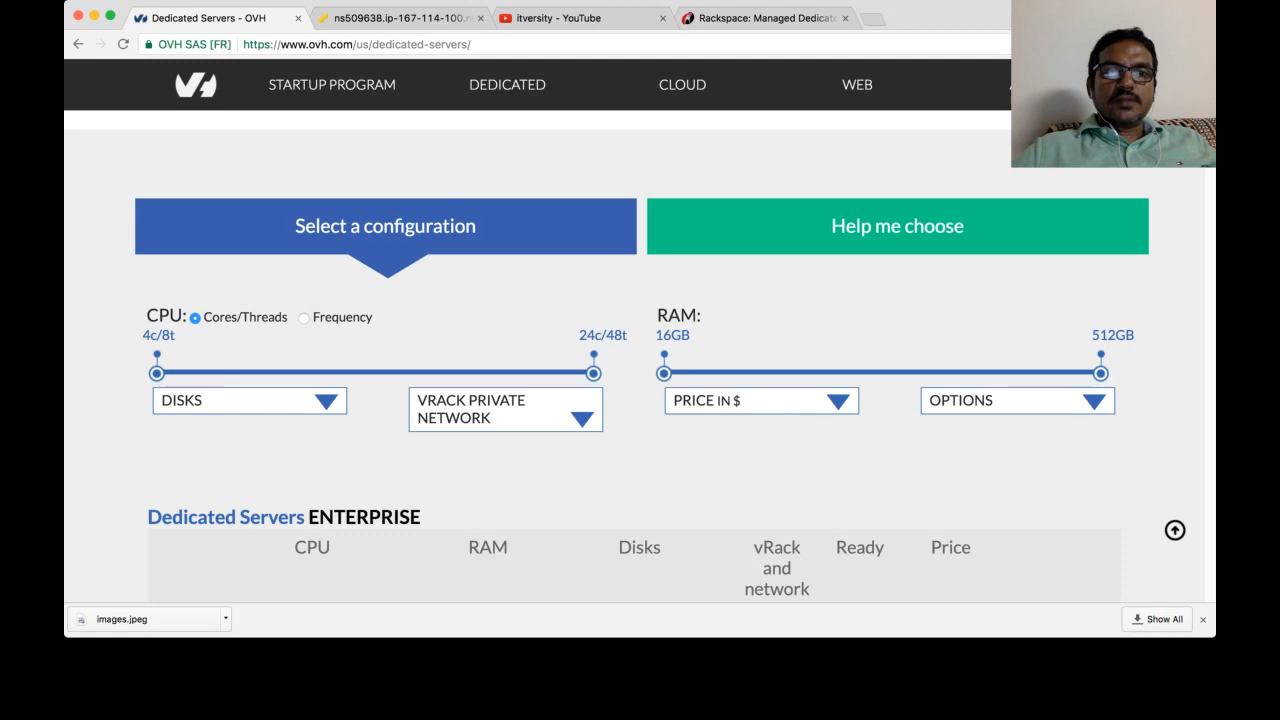 Dedicated Servers - OVH
ns509638.ip-167-114-100.n
itversity - YouTube
Rackspace: Managed Dedicat
OVH SAS [FR]
https://www.ovh.com/us/dedicated-servers/
STARTUP PROGRAM
DEDICATED
CLOUD
WEB
Select a configuration
Help me choose
CPU: Cores/Threads Frequency
RAM:
4c/8t
24c/48t
16GB
512GB
DISKS
VRACK PRIVATE
NETWORK
PRICE IN $
OPTIONS
Dedicated Servers ENTERPRISE
CPU
RAM
Disks
vRack
and
network
Ready
Price
images.jpeg
Show All